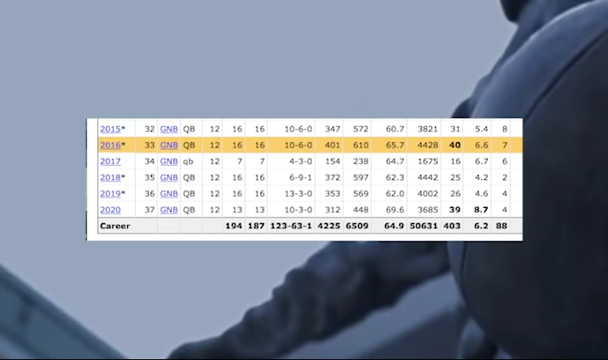 2015* 32 GNB QB 12 16 16 10-6-0 347 572 60.7 3821 31 5.4 8
2016* 33 GNB QB 12 16 16 10-6-0 401 610 65.7 4428 40 6.6 7
2017 34 GNB qb 12 7 7 4-3-0 154 238 64.7 1675 16 6.7 6
2018* 35 GNB QB 12 16 16 6-9-1 372 597 62.3 4442 25 4.2 2
2019* 36 GNB QB 12 16 16 13-3-0 353 569 62.0 4002 26 4.6 4
2020 37 GNB QB 12 13 13 10-3-0 312 448 69.6 3685 39 8.7 4
Career 194 187 123-63-1 4225 6509 64.9 50631 403 6.2 88